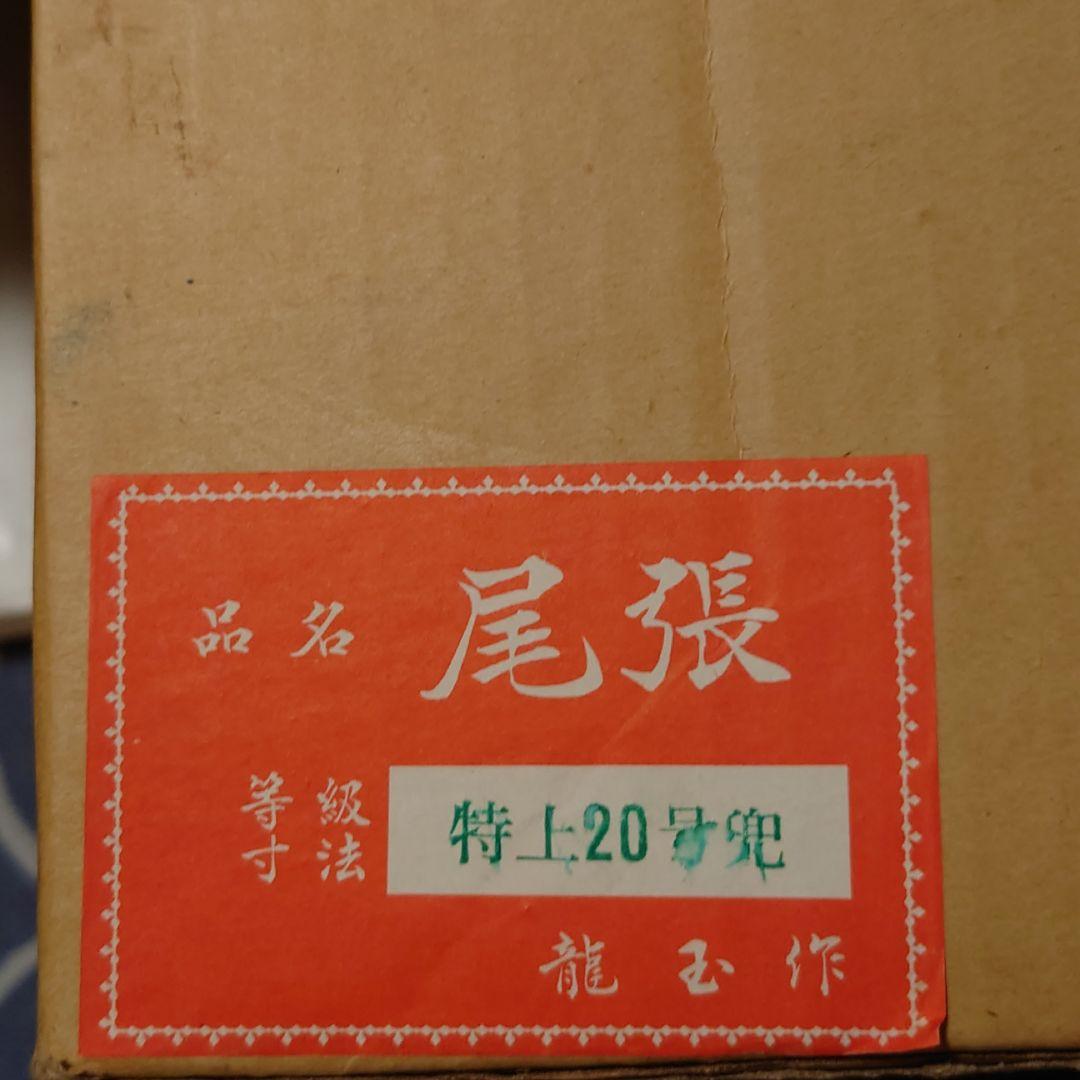 品名 尾張
等級
寸法 特上20号兜
龍玉作